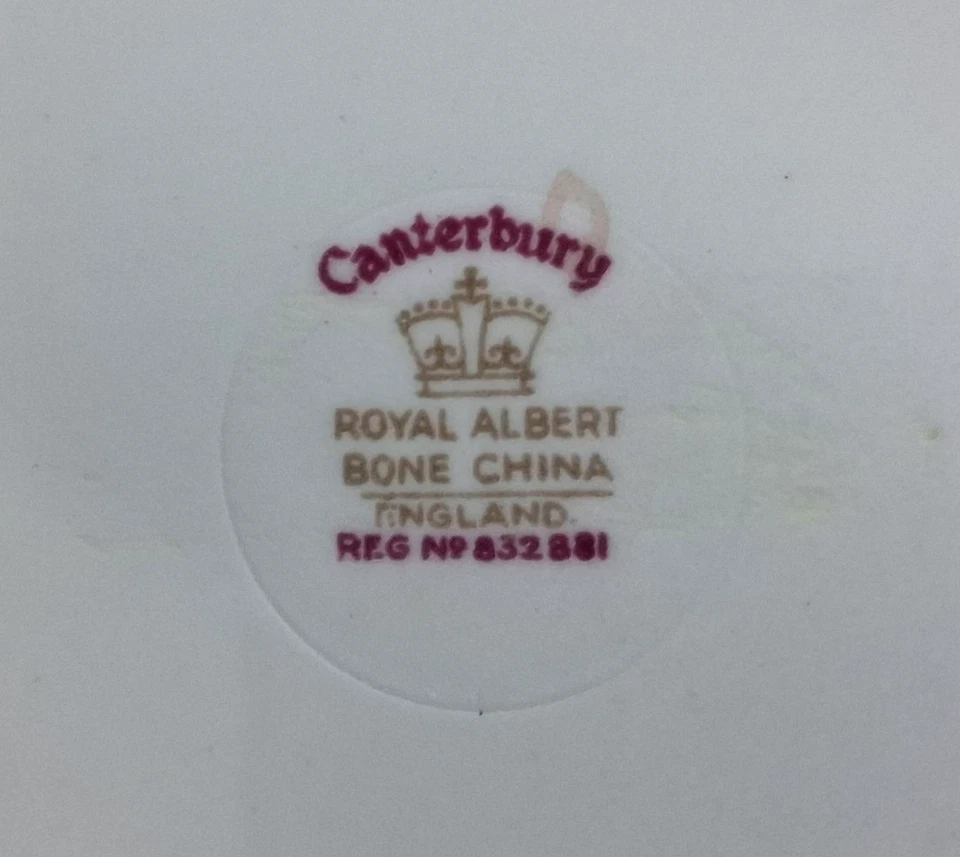 Canterbury
ROYAL ALBERT
BONE CHINA
ENGLAND.
REG Nº 832881